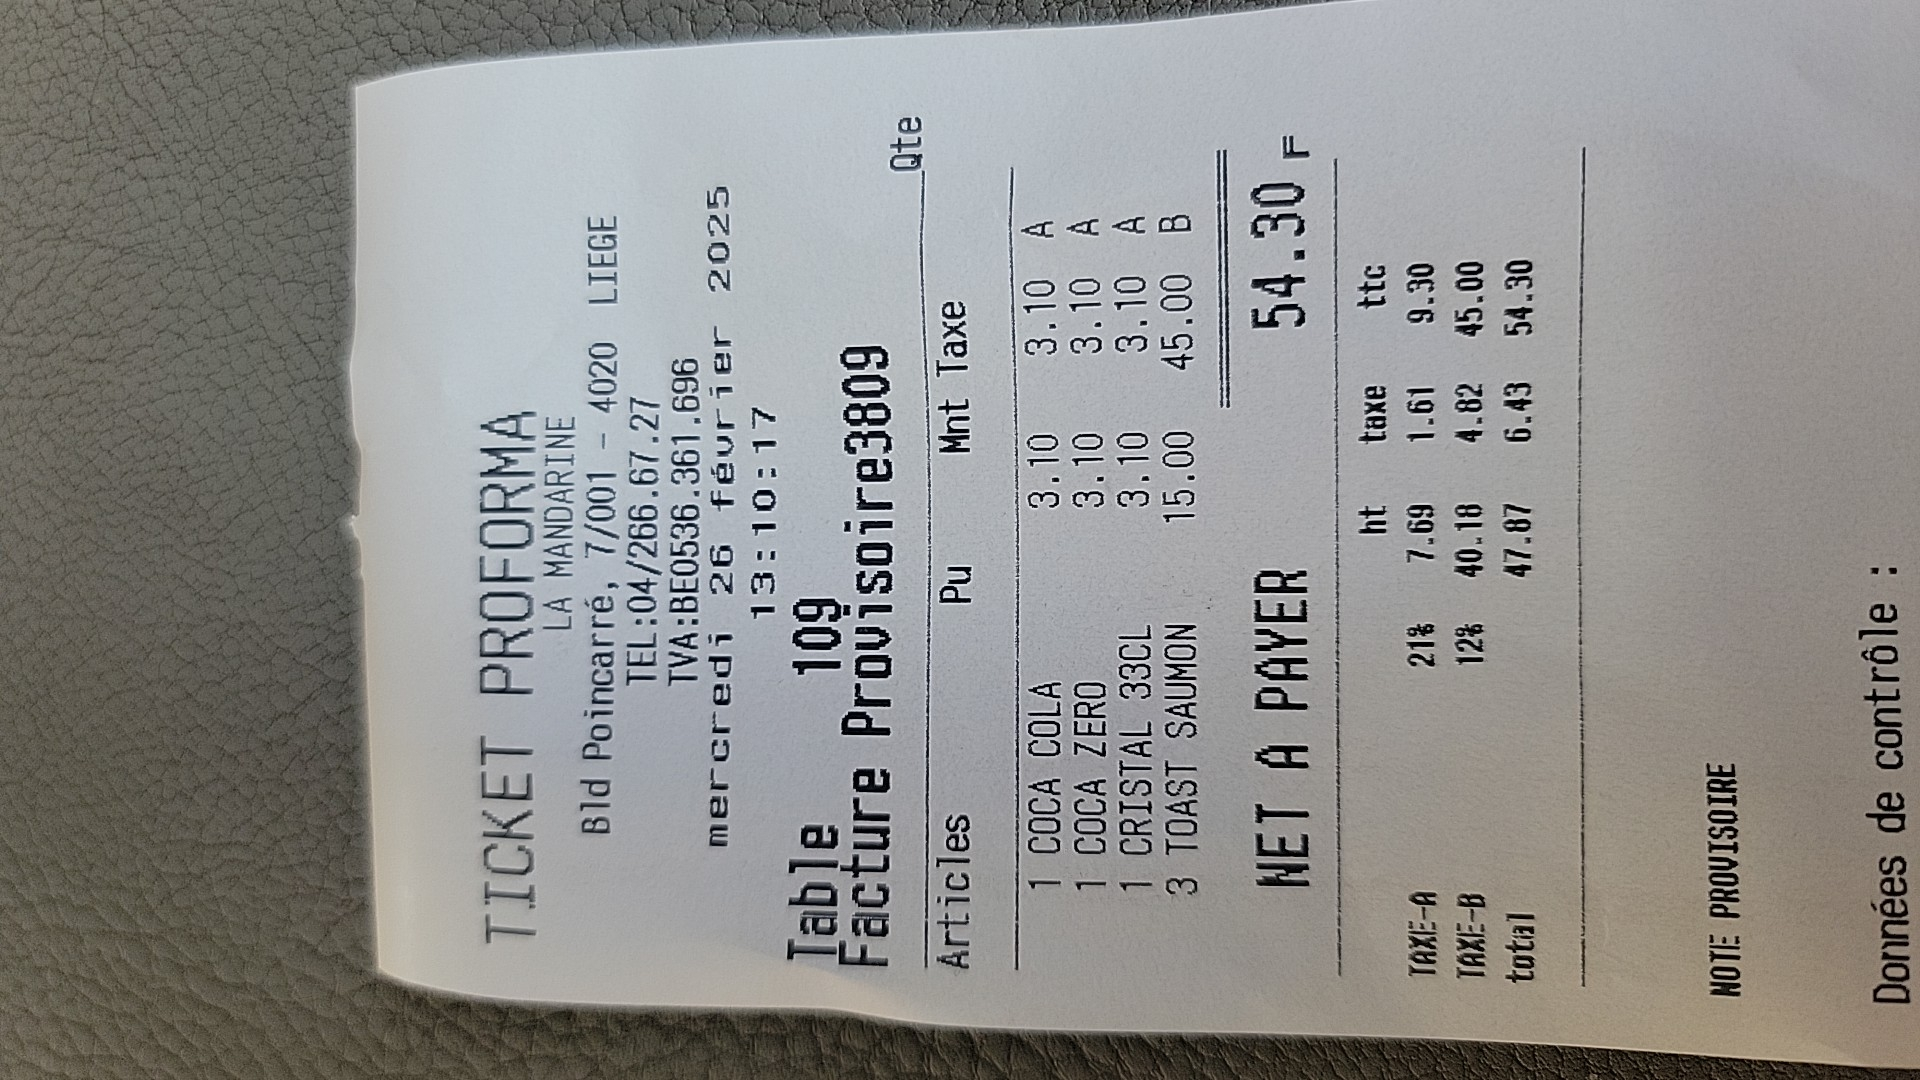 TICKET PROFORMA
LA MANDARINE
Bld Poincarré, 7/001 - 4020 LIEGE
TEL:04/266.67.27
TVA:BE0536.361.696
mercredi 26 février 2025
13:10:17
Table 109
Facture Provisoire3809
Qte
Articles Pu Mnt Taxe
1 COCA COLA 3.10 3.10 A
1 COCA ZERO 3.10 3.10 A
1 CRISTAL 33CL 3.10 3.10 A
3 TOAST SAUMON 15.00 45.00 B
NET A PAYER 54.30 F
ht taxe ttc
TAXE-A 21% 7.69 1.61 9.30
TAXE-B 12% 40.18 4.82 45.00
total 47.87 6.43 54.30
NOTE PROVISOIRE
Données de contrôle :